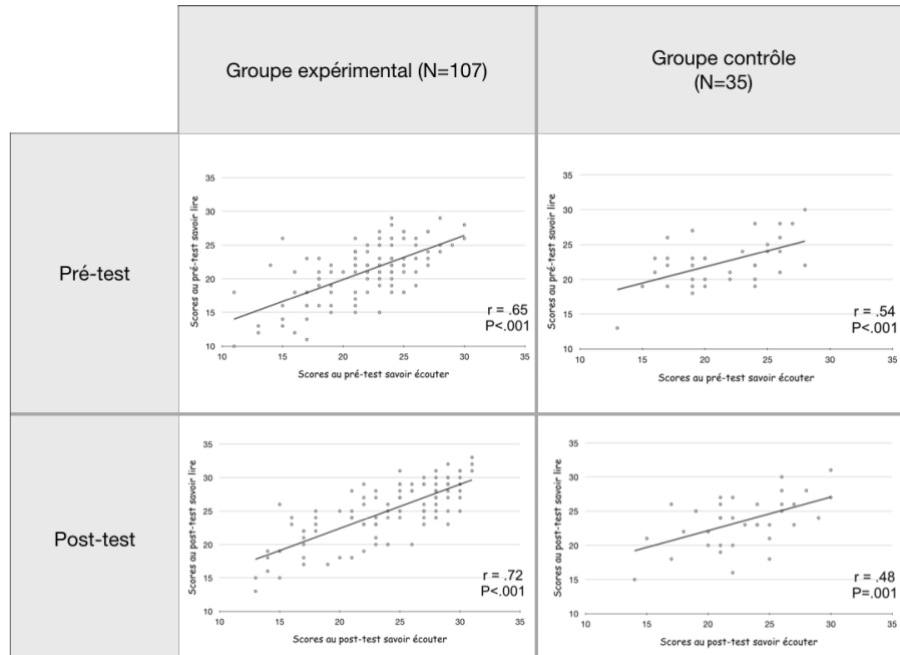 Groupe expérimental (N=107)
Groupe contrôle
(N=35)
Pré-test
Scores au pré-test savoir lire
35
30
25
20
15
10
10
15
20
25
30
35
r = .65
P<.001
Scores au pré-test savoir écouter
Scores au pré-test savoir lire
35
30
25
20
15
10
10
15
20
25
30
35
r = .54
P<.001
Scores au pré-test savoir écouter
Post-test
Scores au post-test savoir lire
35
30
25
20
15
10
10
15
20
25
30
35
r = .72
P<.001
Scores au post-test savoir écouter
Scores au post-test savoir lire
35
30
25
20
15
10
10
15
20
25
30
35
r = .48
P=.001
Scores au post-test savoir écouter